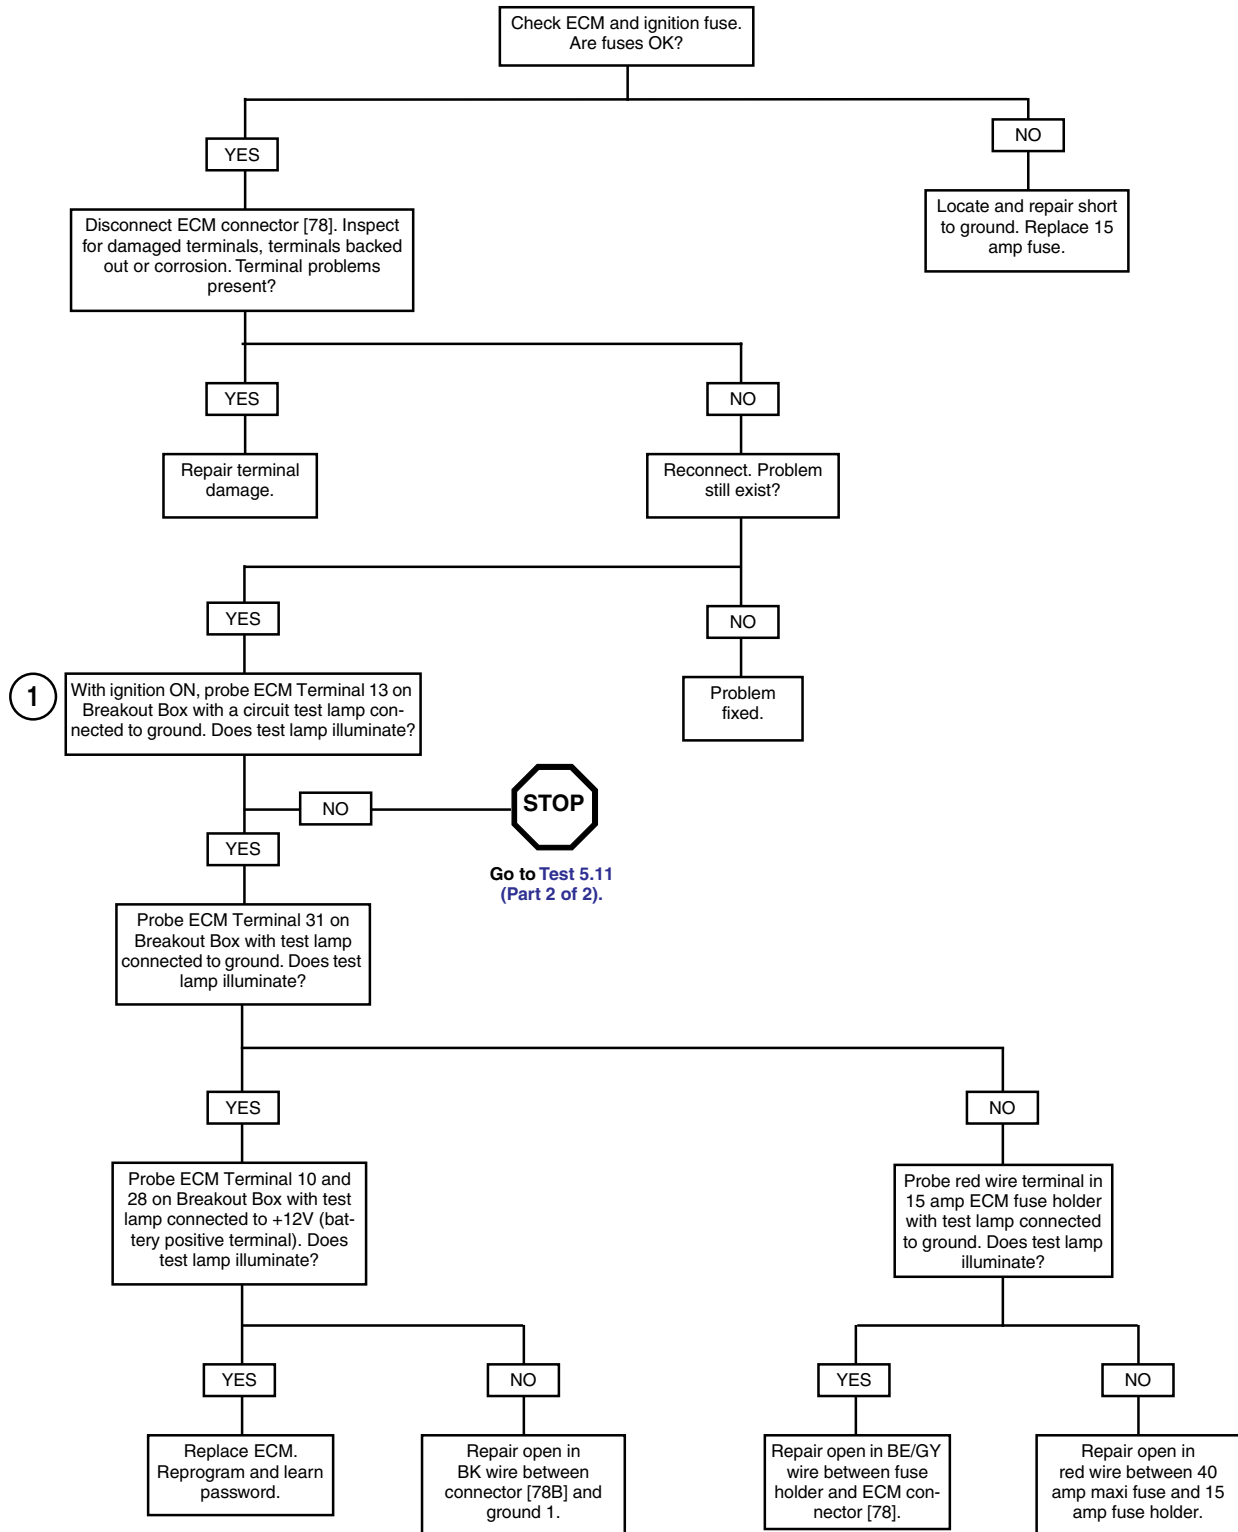 Check ECM and ignition fuse.
Are fuses OK?
YES
NO
Disconnect ECM connector [78]. Inspect
for damaged terminals, terminals backed
out or corrosion. Terminal problems
present?
Locate and repair short
to ground. Replace 15
amp fuse.
YES
NO
Repair terminal
damage.
Reconnect. Problem
still exist?
YES
NO
1
With ignition ON, probe ECM Terminal 13 on
Breakout Box with a circuit test lamp con-
nected to ground. Does test lamp illuminate?
Problem
fixed.
NO
STOP
Go to Test 5.11
(Part 2 of 2).
YES
Probe ECM Terminal 31 on
Breakout Box with test lamp
connected to ground. Does test
lamp illuminate?
YES
NO
Probe ECM Terminal 10 and
28 on Breakout Box with test
lamp connected to +12V (bat-
tery positive terminal). Does
test lamp illuminate?
Probe red wire terminal in
15 amp ECM fuse holder
with test lamp connected
to ground. Does test lamp
illuminate?
YES
NO
YES
NO
Replace ECM.
Reprogram and learn
password.
Repair open in
BK wire between
connector [78B] and
ground 1.
Repair open in BE/GY
wire between fuse
holder and ECM con-
nector [78].
Repair open in
red wire between 40
amp maxi fuse and 15
amp fuse holder.